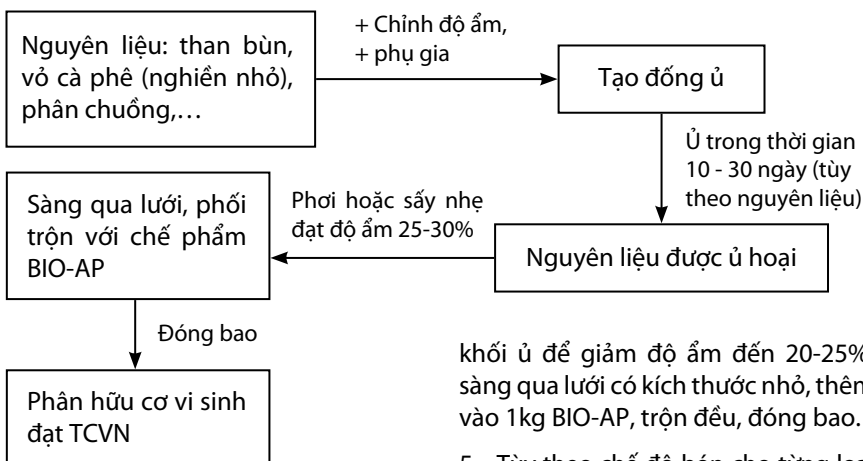 Nguyên liệu: than bùn,
vỏ cà phê (nghiền nhỏ),
phân chuồng,…
+ Chỉnh độ ẩm,
+ phụ gia
Tạo đống ủ
Ủ trong thời gian
10 - 30 ngày (tùy
theo nguyên liệu)
Nguyên liệu được ủ hoại
Phơi hoặc sấy nhẹ
đạt độ ẩm 25-30%
Sàng qua lưới, phối
trộn với chế phẩm
BIO-AP
Đóng bao
Phân hữu cơ vi sinh
đạt TCVN
khối ủ để giảm độ ẩm đến 20-25%
sàng qua lưới có kích thước nhỏ,
vào 1kg BIO-AP, trộn đều, đóng bao.